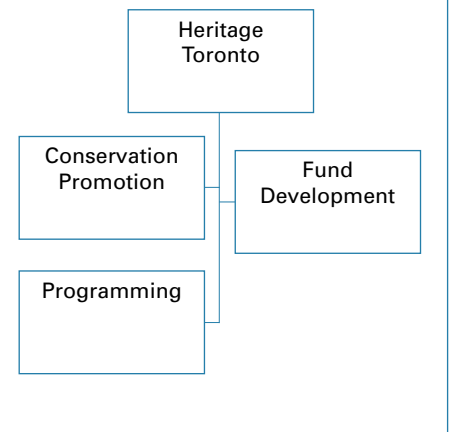 Heritage
Toronto
Conservation
Promotion
Fund
Development
Programming